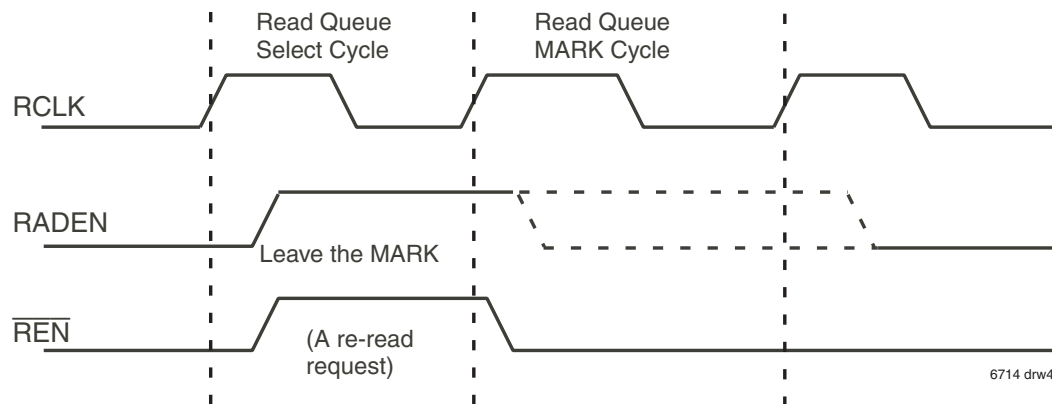 Read Queue
Select Cycle
Read Queue
MARK Cycle
RCLK
RADEN
Leave the MARK
REN
(A re-read
request)
6714 drw4